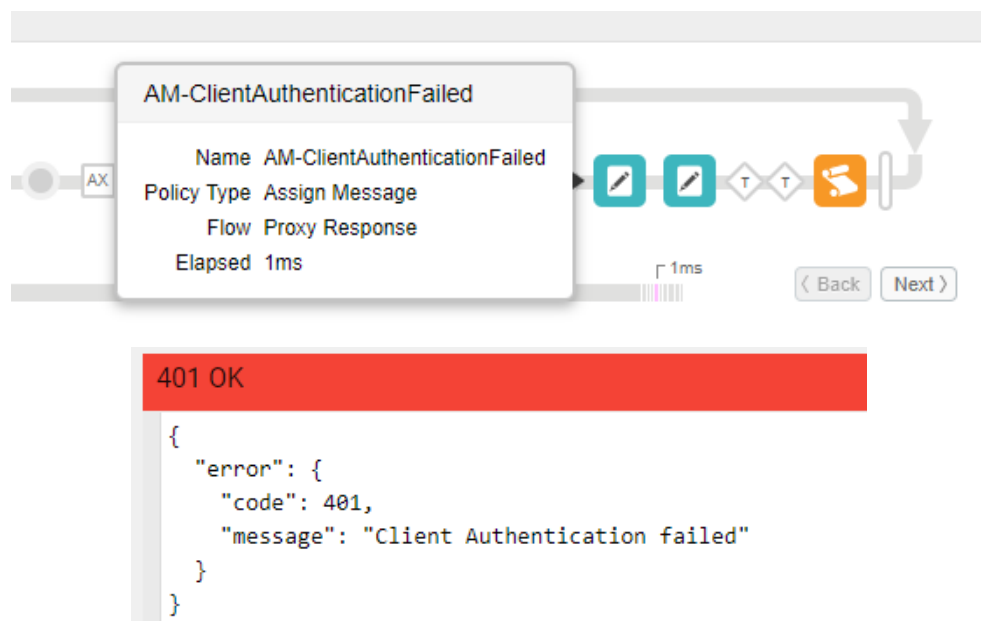 AM-ClientAuthenticationFailed
Name AM-ClientAuthenticationFailed
Policy Type Assign Message
Flow Proxy Response
Elapsed 1ms
AX
T T
1ms
Back Next
401 OK
{
"error": {
"code": 401,
"message": "Client Authentication failed"
}
}